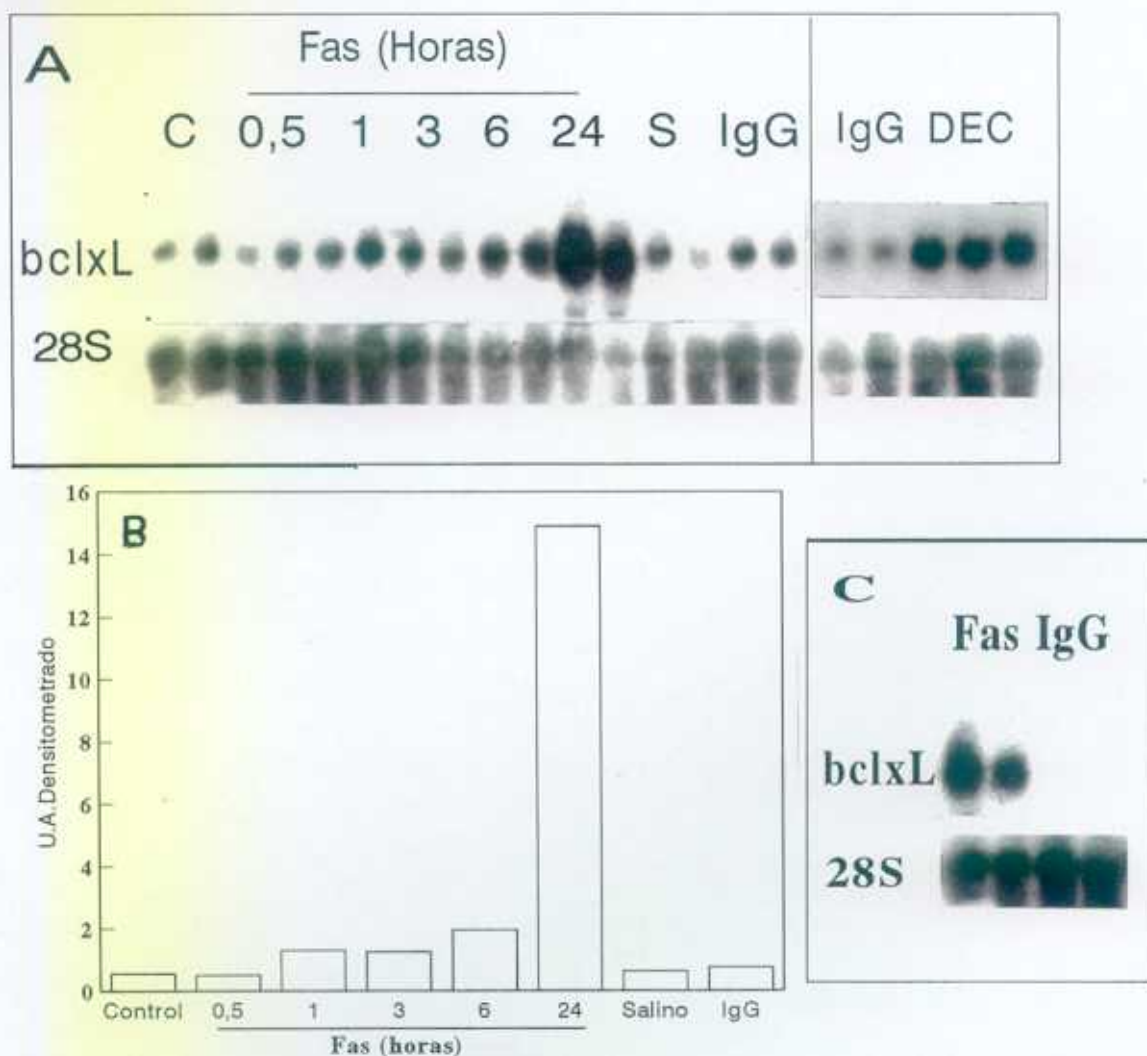 A
Fas (Horas)
C 0,5 1 3 6 24 S IgG
IgG DEC
bclxL
28S
B
16
14
12
10
8
6
4
2
0
U.A.Densitometrado
Control 0,5 1 3 6 24 Salino IgG
Fas (horas)
C
Fas IgG
bclxL
28S